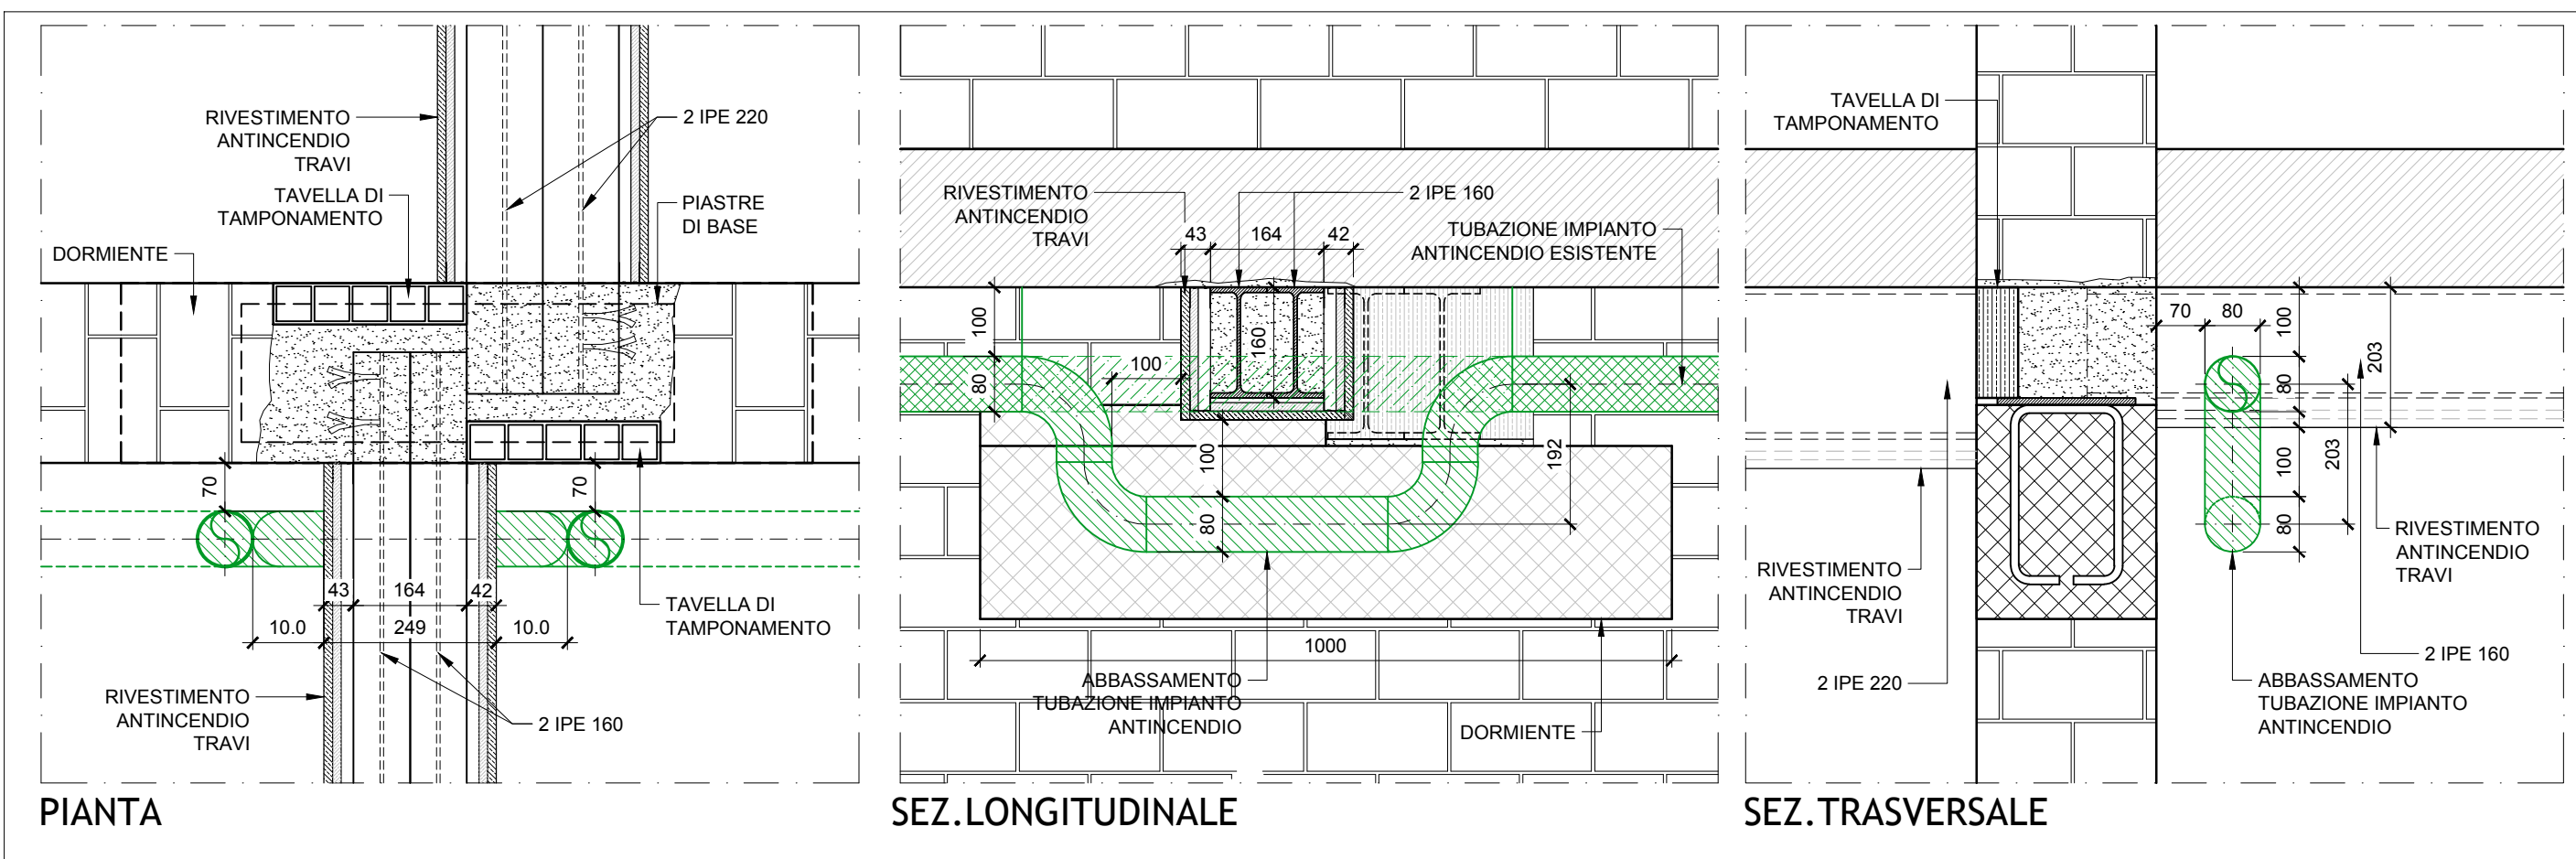 RIVESTIMENTO
ANTINCENDIO
TRAVI
2 IPE 220
TAVELLA DI
TAMPONAMENTO
PIASTRE
DI BASE
DORMIENTE
70
70
43
164
42
10.0
249
10.0
TAVELLA DI
TAMPONAMENTO
RIVESTIMENTO
ANTINCENDIO
TRAVI
2 IPE 160
PIANTA
RIVESTIMENTO
ANTINCENDIO
TRAVI
2 IPE 160
TUBAZIONE IMPIANTO
ANTINCENDIO ESISTENTE
43
164
42
100
160
100
80
100
192
80
1000
ABBASSAMENTO
TUBAZIONE IMPIANTO
ANTINCENDIO
DORMIENTE
SEZ.LONGITUDINALE
TAVELLA DI
TAMPONAMENTO
70
80
100
203
80
100
203
80
RIVESTIMENTO
ANTINCENDIO
TRAVI
RIVESTIMENTO
ANTINCENDIO
TRAVI
2 IPE 160
2 IPE 220
ABBASSAMENTO
TUBAZIONE IMPIANTO
ANTINCENDIO
SEZ.TRASVERSALE